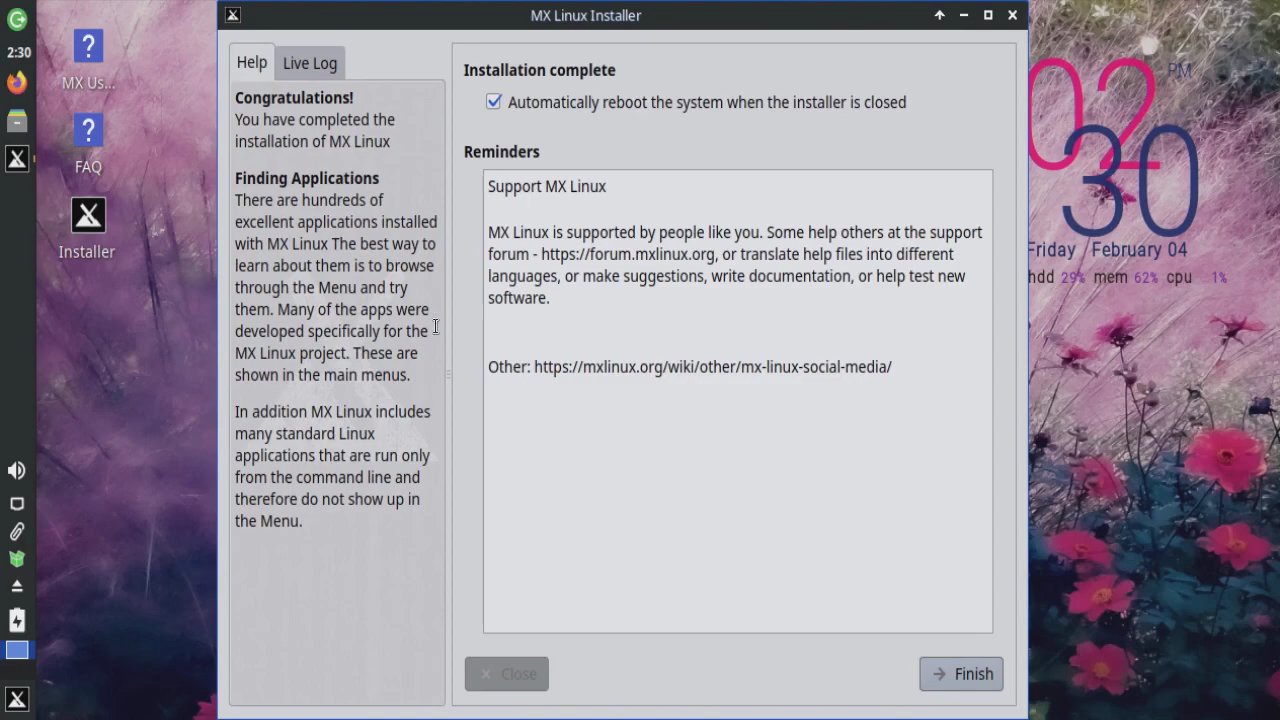 MX Linux Installer
2:30
MX Us...
FAQ
Installer
Help
Live Log
Congratulations!
You have completed the
installation of MX Linux
Finding Applications
There are hundreds of
excellent applications installed
with MX Linux The best way to
learn about them is to browse
through the Menu and try
them. Many of the apps were
developed specifically for the
MX Linux project. These are
shown in the main menus.
In addition MX Linux includes
many standard Linux
applications that are run only
from the command line and
therefore do not show up in
the Menu.
Installation complete
Automatically reboot the system when the installer is closed
Reminders
Support MX Linux
MX Linux is supported by people like you. Some help others at the support
forum - https://forum.mxlinux.org, or translate help files into different
languages, or make suggestions, write documentation, or help test new
software.
Other: https://mxlinux.org/wiki/other/mx-linux-social-media/
Close
Finish
02 PM
30
Friday February 04
hdd 29% mem 62% cpu 1%